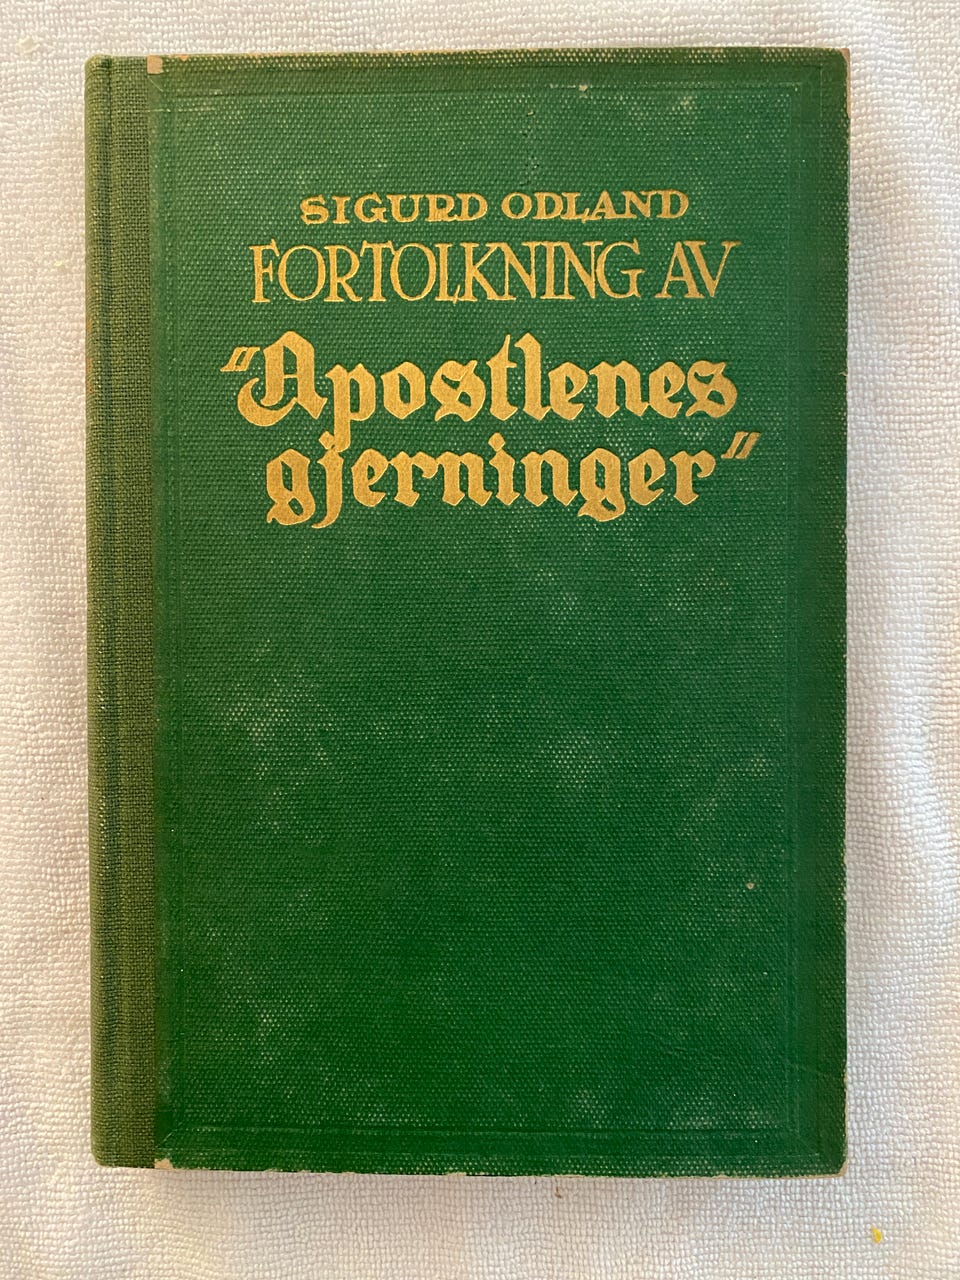 SIGURD ODLAND
FORTOLKNING AV
"Apostlenes
gjerninger"